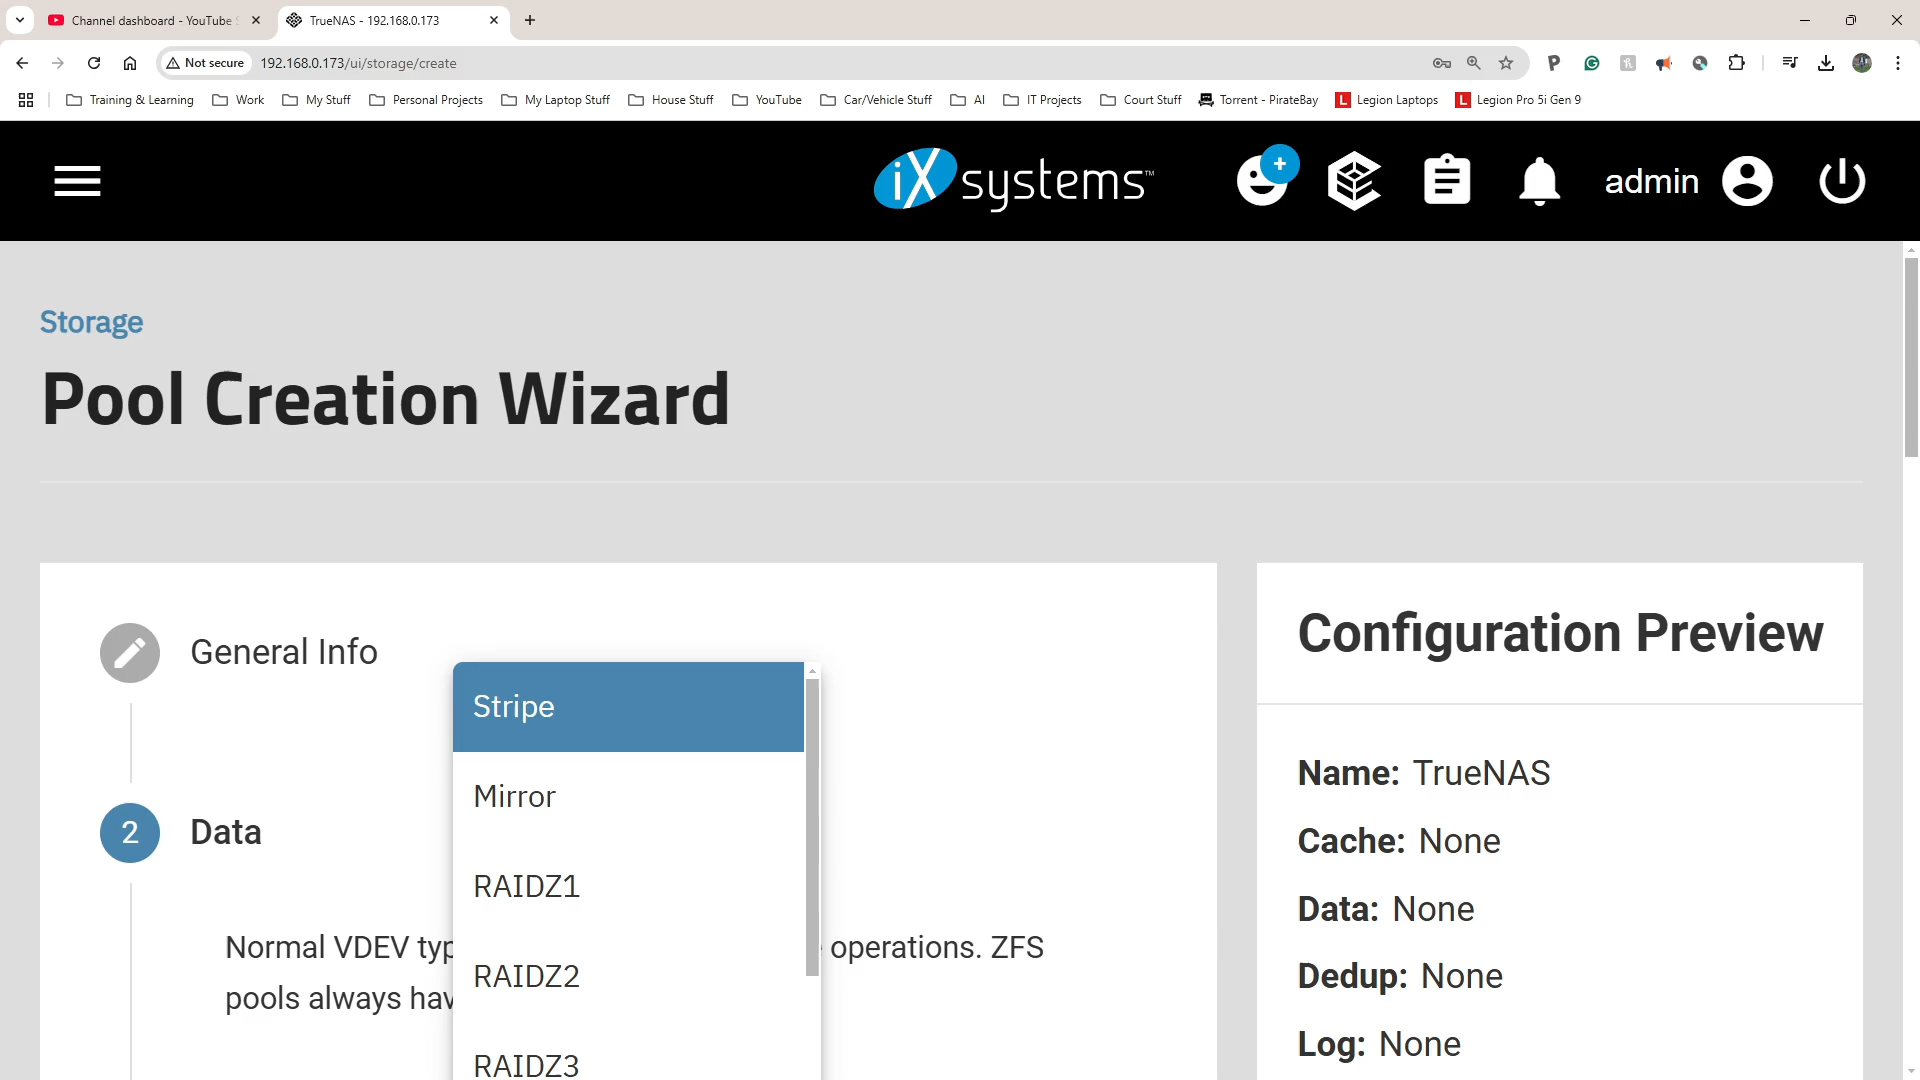 Channel dashboard - YouTube S
TrueNAS - 192.168.0.173
Not secure
192.168.0.173/ui/storage/create
Training & Learning
Work
My Stuff
Personal Projects
My Laptop Stuff
House Stuff
YouTube
Car/Vehicle Stuff
AI
IT Projects
Court Stuff
Torrent - PirateBay
L
Legion Laptops
L
Legion Pro 5i Gen 9
iX systems™
+
admin
Storage
Pool Creation Wizard
General Info
Stripe
Mirror
RAIDZ1
RAIDZ2
RAIDZ3
2
Data
Normal VDEV typ
operations. ZFS
pools always hav
Configuration Preview
Name: TrueNAS
Cache: None
Data: None
Dedup: None
Log: None